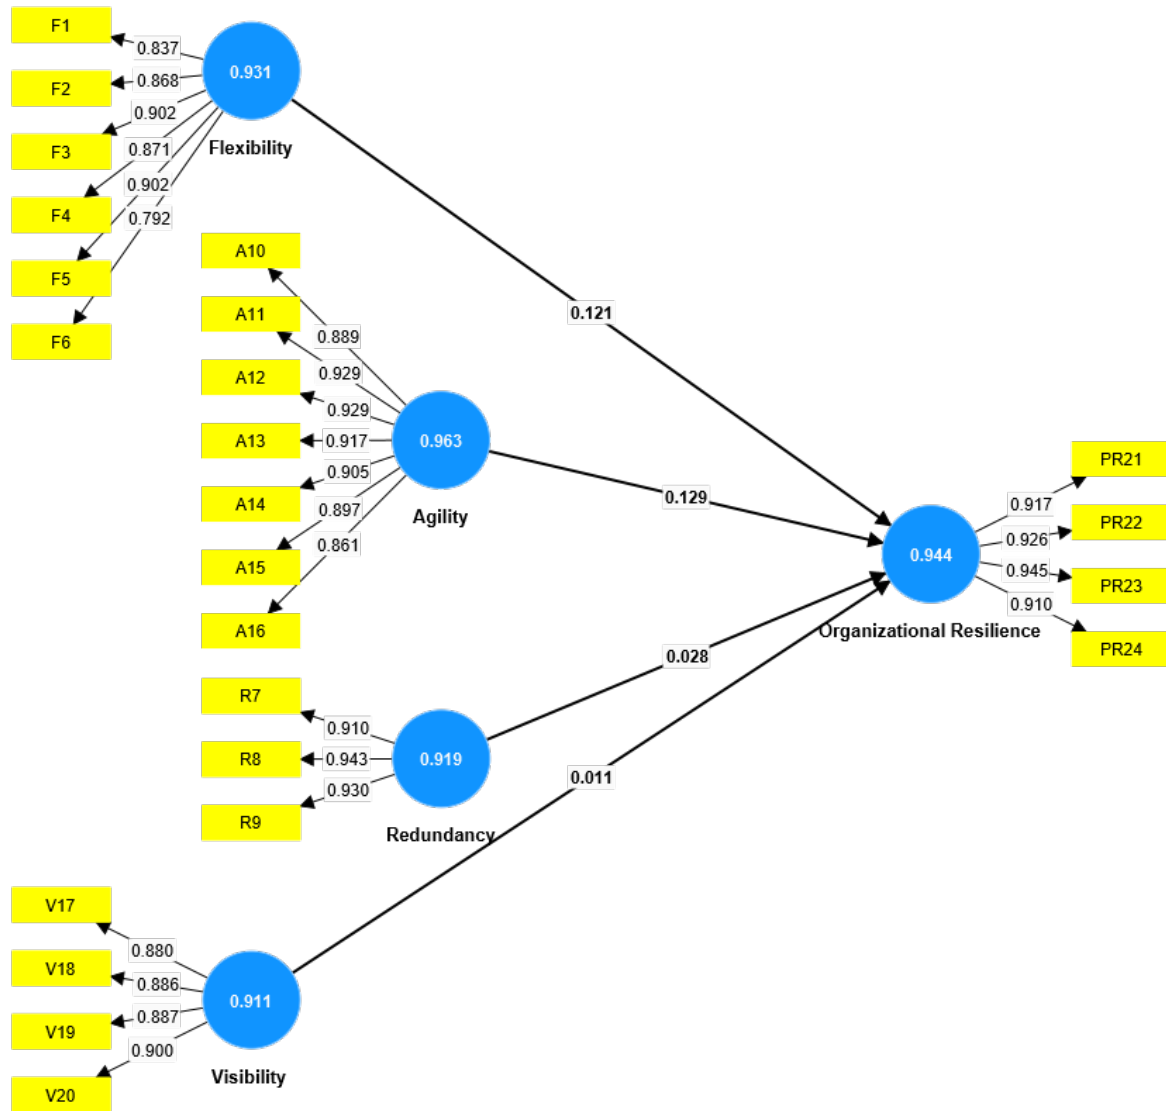 F1
0.837
F2
0.868
0.931
F3
0.902
Flexibility
0.871
F4
0.902
0.792
F5
F6
A10
A11
0.889
A12
0.929
0.929
A13
0.917
0.963
A14
0.905
0.897
Agility
A15
0.861
A16
0.121
0.129
PR21
0.917
PR22
0.926
0.944
0.945
PR23
0.910
Organizational Resilience
PR24
0.028
R7
0.910
R8
0.943
0.919
0.930
R9
Redundancy
0.011
V17
0.880
V18
0.886
0.911
V19
0.887
0.900
Visibility
V20